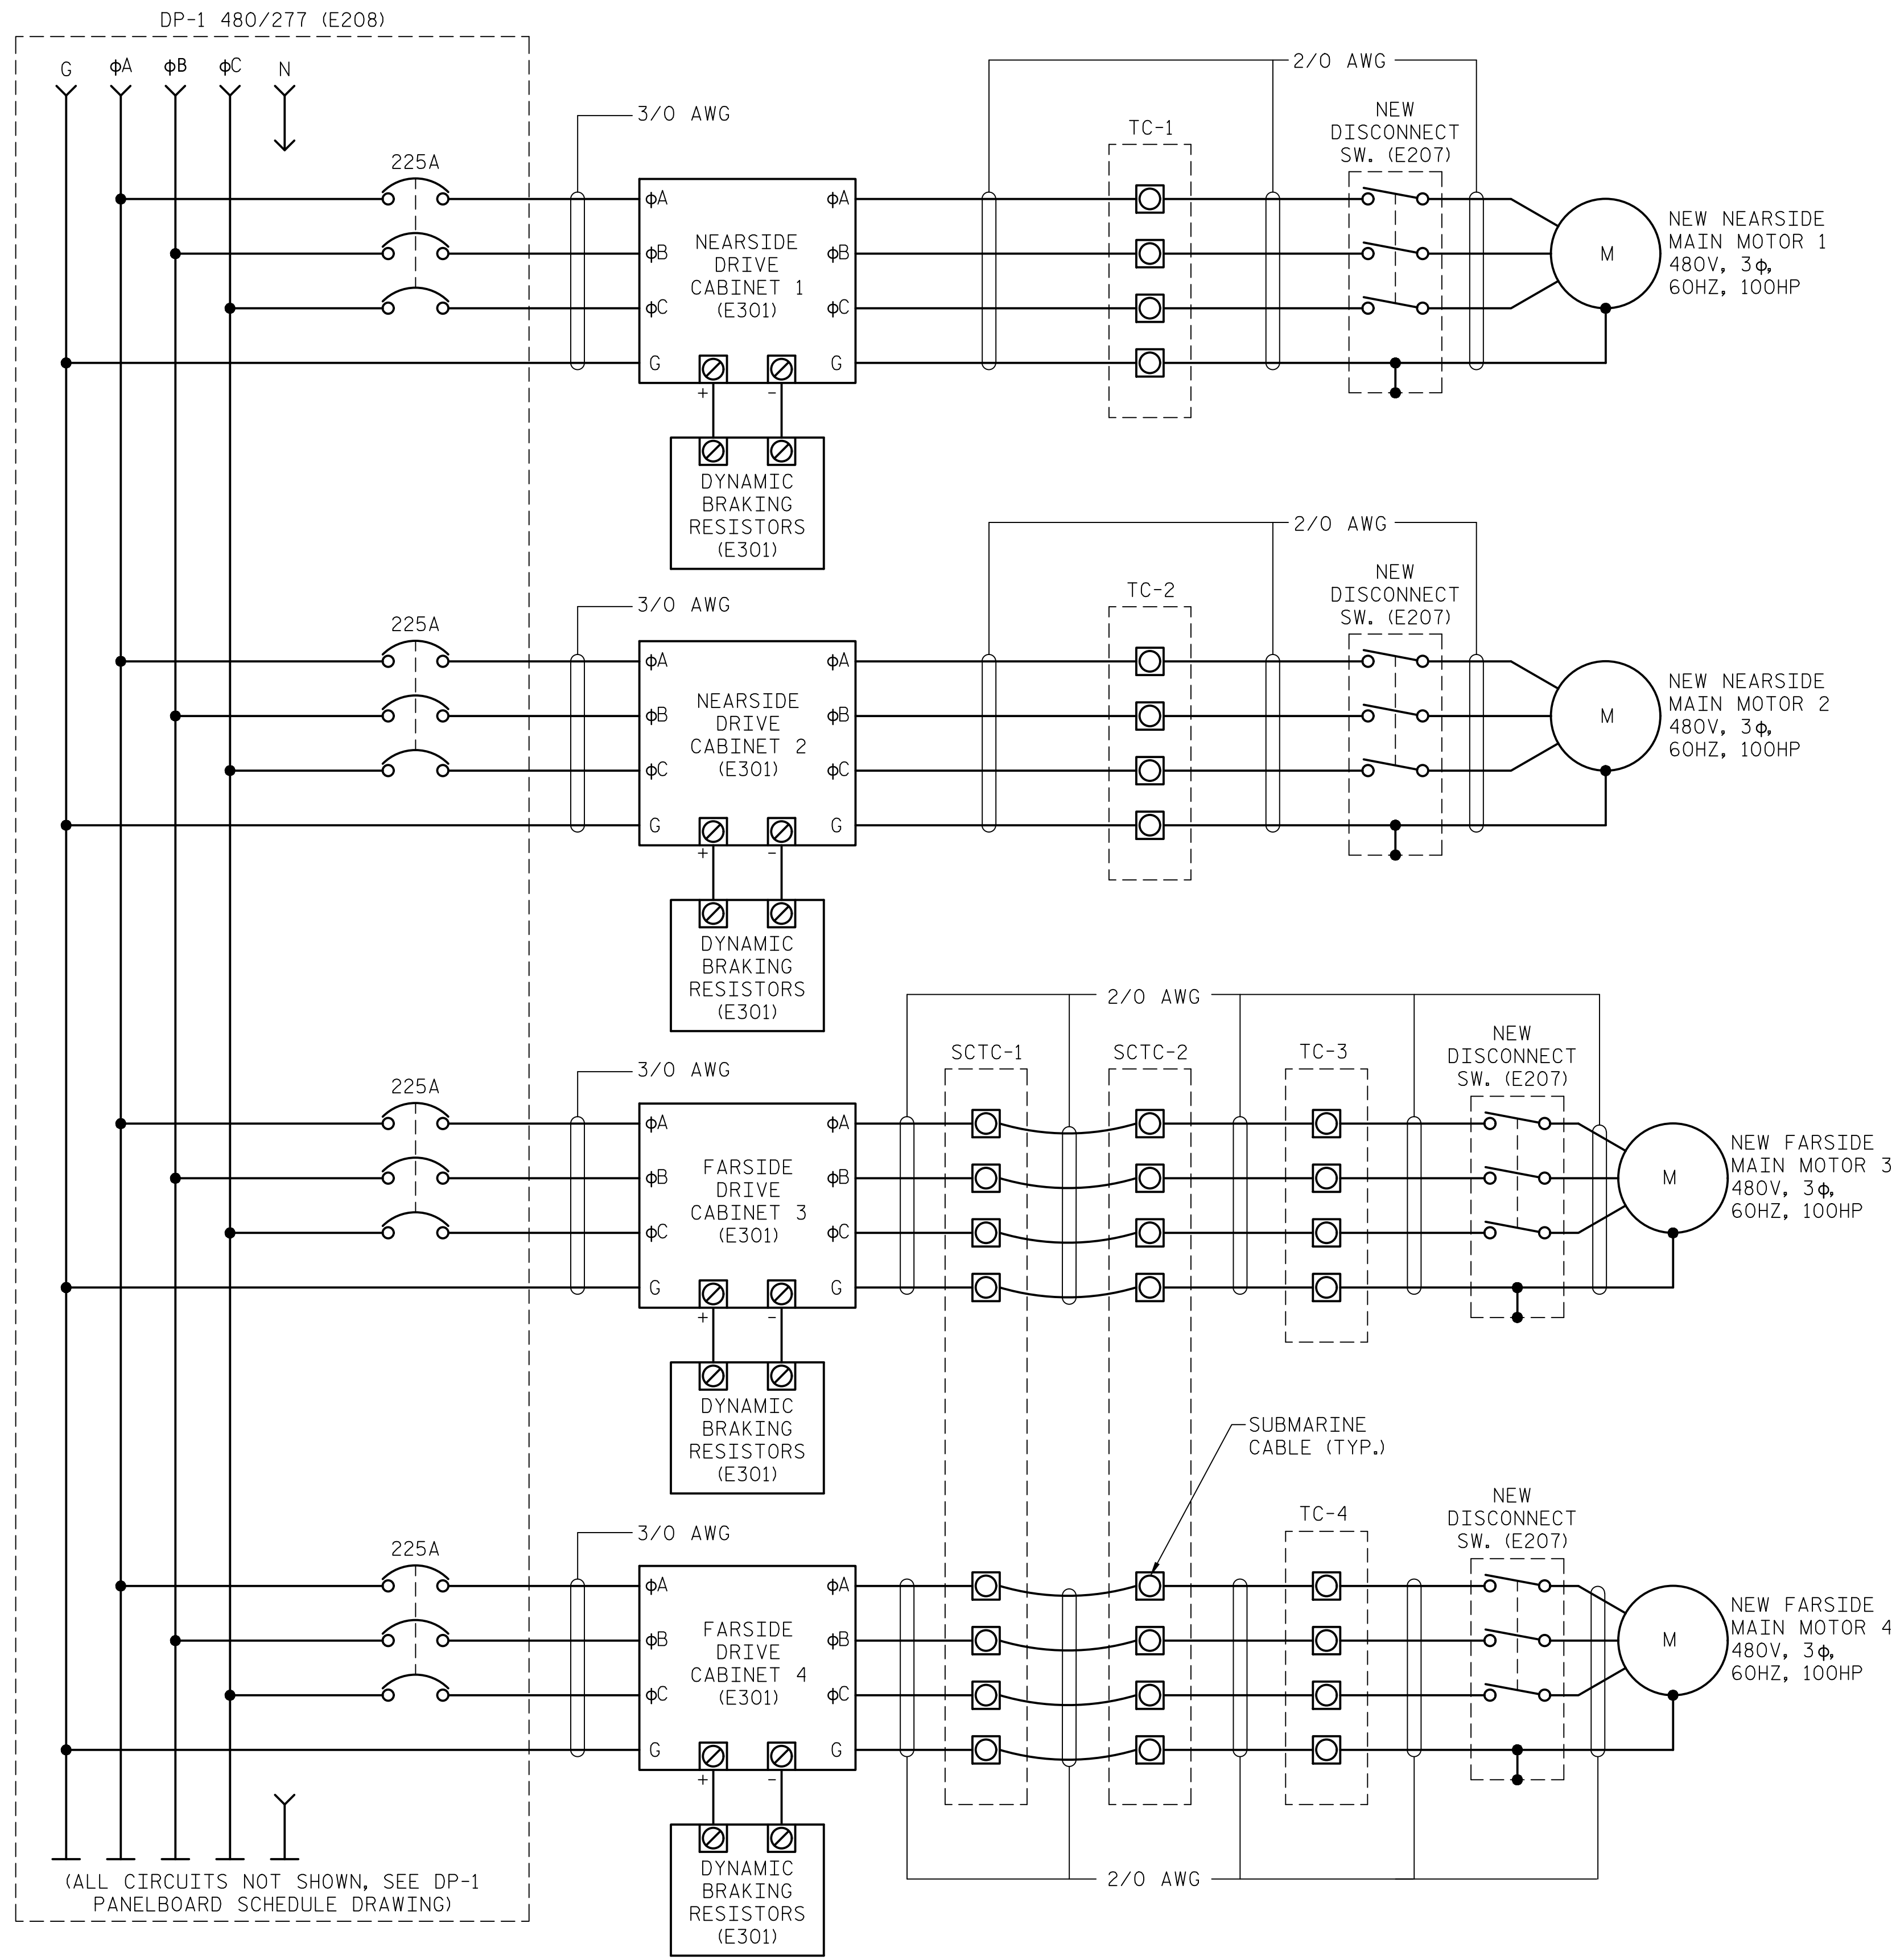 DP-1 480/277 (E208)
G ϕA ϕB ϕC N
2/0 AWG
3/0 AWG
225A
TC-1
NEW
DISCONNECT
SW. (E207)
ϕA
ϕB
ϕC
G
NEARSIDE
DRIVE
CABINET 1
(E301)
ϕA
ϕB
ϕC
G
+ -
M
NEW NEARSIDE
MAIN MOTOR 1
480V, 3ϕ,
60HZ, 100HP
DYNAMIC
BRAKING
RESISTORS
(E301)
2/0 AWG
3/0 AWG
225A
TC-2
NEW
DISCONNECT
SW. (E207)
ϕA
ϕB
ϕC
G
NEARSIDE
DRIVE
CABINET 2
(E301)
ϕA
ϕB
ϕC
G
+ -
M
NEW NEARSIDE
MAIN MOTOR 2
480V, 3ϕ,
60HZ, 100HP
DYNAMIC
BRAKING
RESISTORS
(E301)
2/0 AWG
3/0 AWG
225A
SCTC-1
SCTC-2
TC-3
NEW
DISCONNECT
SW. (E207)
ϕA
ϕB
ϕC
G
FARSIDE
DRIVE
CABINET 3
(E301)
ϕA
ϕB
ϕC
G
+ -
M
NEW FARSIDE
MAIN MOTOR 3
480V, 3ϕ,
60HZ, 100HP
DYNAMIC
BRAKING
RESISTORS
(E301)
SUBMARINE
CABLE (TYP.)
3/0 AWG
225A
TC-4
NEW
DISCONNECT
SW. (E207)
ϕA
ϕB
ϕC
G
FARSIDE
DRIVE
CABINET 4
(E301)
ϕA
ϕB
ϕC
G
+ -
M
NEW FARSIDE
MAIN MOTOR 4
480V, 3ϕ,
60HZ, 100HP
DYNAMIC
BRAKING
RESISTORS
(E301)
2/0 AWG
(ALL CIRCUITS NOT SHOWN, SEE DP-1
PANELBOARD SCHEDULE DRAWING)